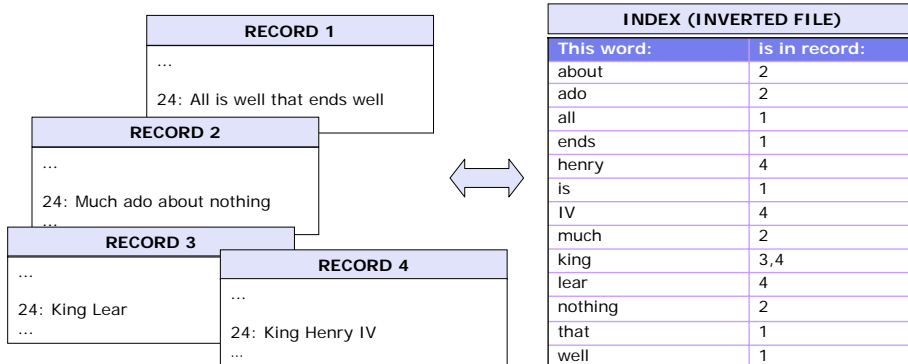 RECORD 1
...
24: All is well that ends well
RECORD 2
...
24: Much ado about nothing
...
RECORD 3
...
24: King Lear
...
RECORD 4
...
24: King Henry IV
...
INDEX (INVERTED FILE)
This word: is in record:
about 2
ado 2
all 1
ends 1
henry 4
is 1
IV 4
much 2
king 3,4
lear 4
nothing 2
that 1
well 1